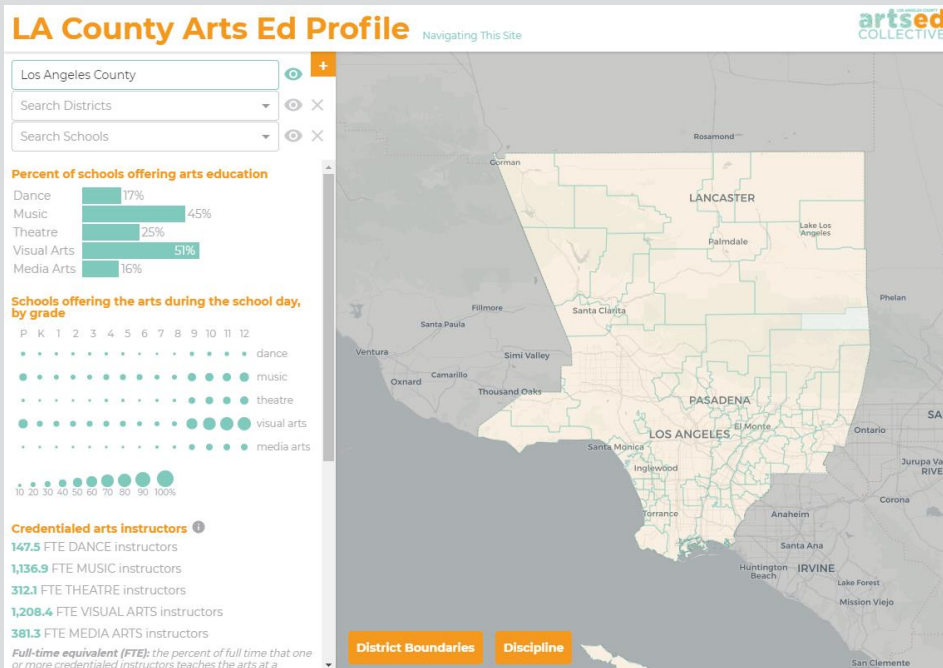 LA County Arts Ed Profile
Navigating This Site
artsed
COLLECTIVE
Los Angeles County
+
Search Districts
Search Schools
Percent of schools offering arts education
Dance 17%
Music 45%
Theatre 25%
Visual Arts 51%
Media Arts 16%
Schools offering the arts during the school day,
by grade
P K 1 2 3 4 5 6 7 8 9 10 11 12
dance
music
theatre
visual arts
media arts
10 20 30 40 50 60 70 80 90 100%
Credentialed arts instructors
147.5 FTE DANCE instructors
1,136.9 FTE MUSIC instructors
312.1 FTE THEATRE instructors
1,208.4 FTE VISUAL ARTS instructors
381.3 FTE MEDIA ARTS instructors
Full-time equivalent (FTE): the percent of full time that one
or more credentialed instructors teaches the arts at a
Rosamond
Gorman
LANCASTER
Lake Los
Angeles
Palmdale
Phelan
Fillmore
Santa Clarita
Santa Paula
Ventura
Simi Valley
Camarillo
Oxnard
Thousand Oaks
PASADENA
SA
El Monte
LOS ANGELES
Ontario
Santa Monica
Inglewood
Jurupa Va
RIVE
Corona
Torrance
Anaheim
Santa Ana
Huntington
Beach
IRVINE
Lake Forest
Mission Viejo
San Clemente
District Boundaries
Discipline